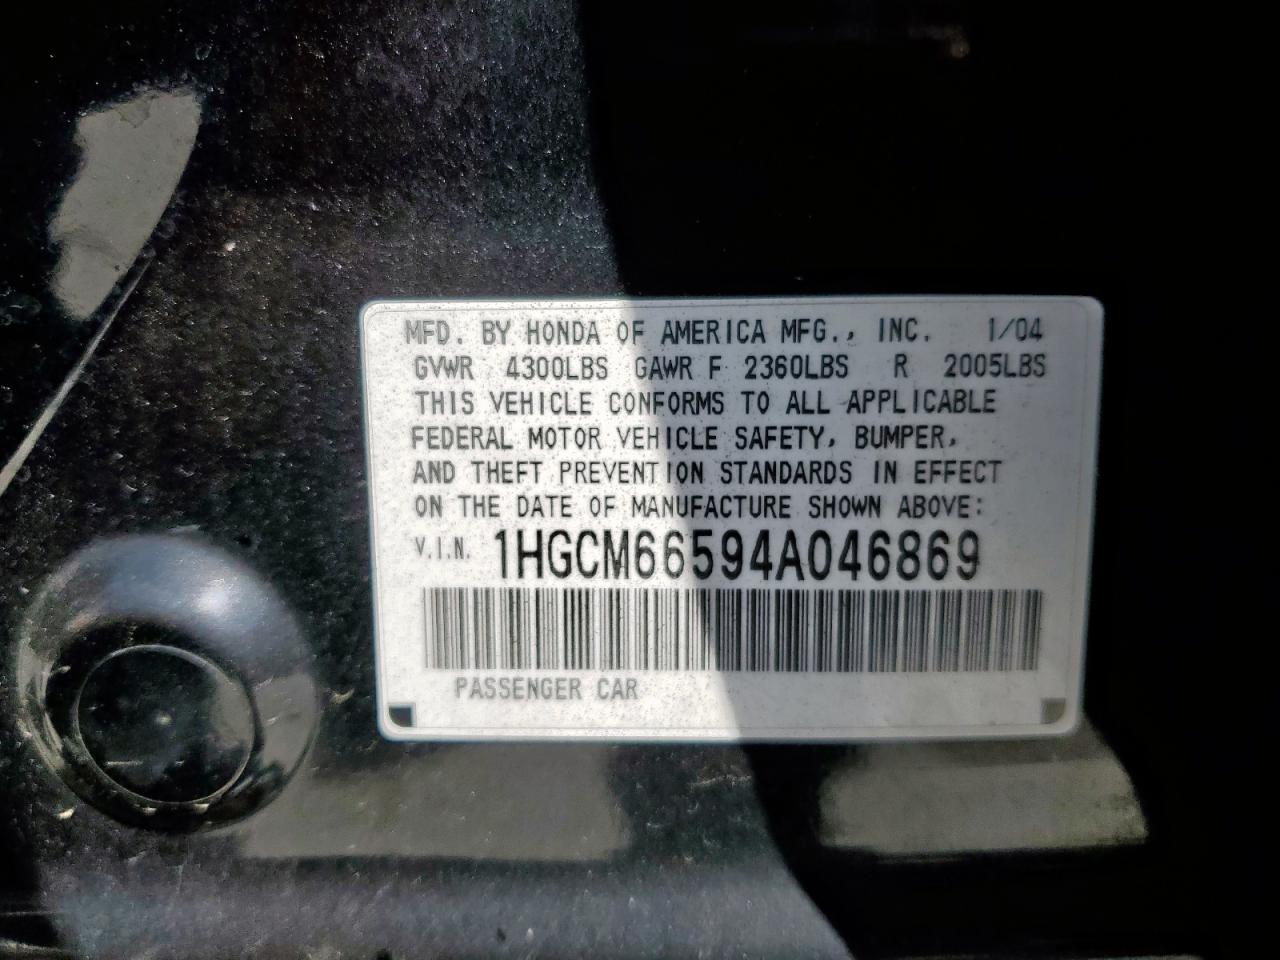 MFD. BY HONDA OF AMERICA MFG., INC. 1/04
GVWR 4300LBS GAWR F 2360LBS R 2005LBS
THIS VEHICLE CONFORMS TO ALL APPLICABLE
FEDERAL MOTOR VEHICLE SAFETY, BUMPER,
AND THEFT PREVENTION STANDARDS IN EFFECT
ON THE DATE OF MANUFACTURE SHOWN ABOVE:
V.I.N. 1HGCM66594A046869
PASSENGER CAR